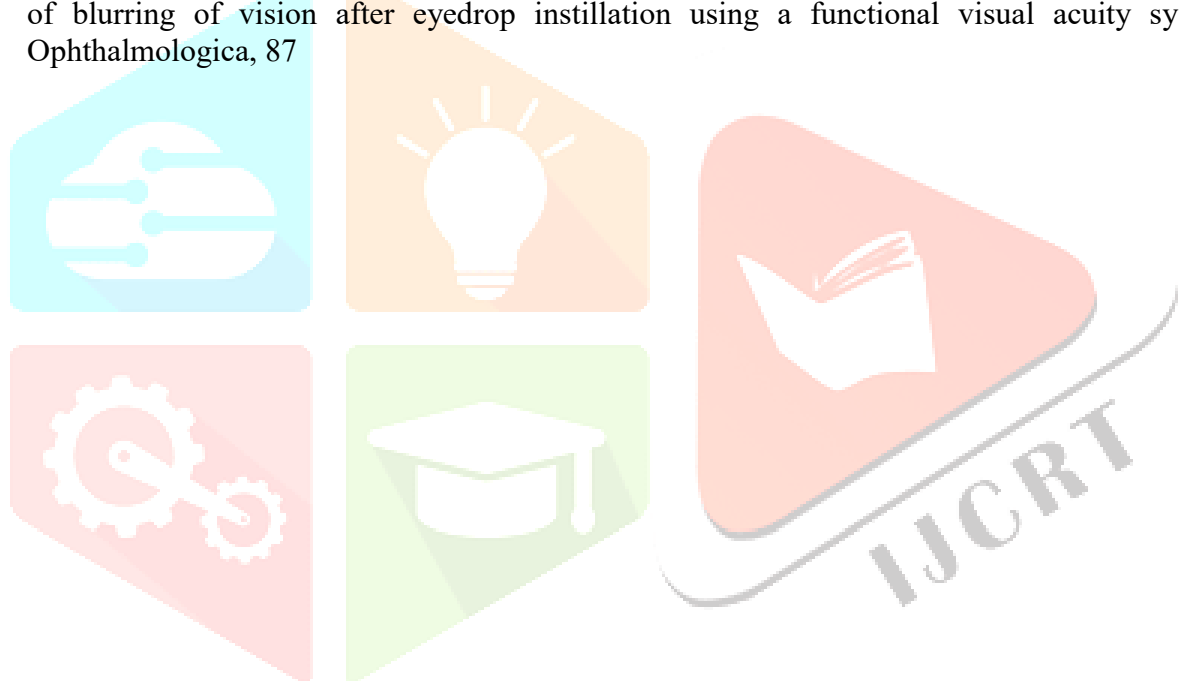 of blurring of vision after eyedrop instillation using a functional visual acuity sy
Ophthalmologica, 87
IJCRT